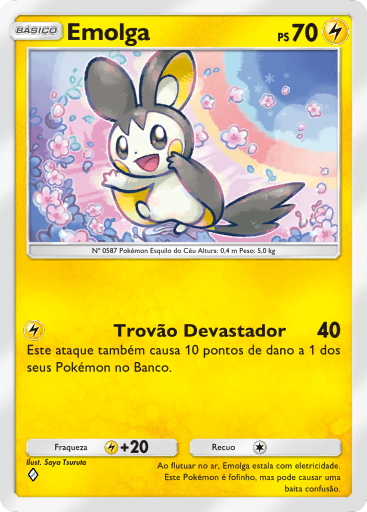 BÁSICO Emolga PS 70
Nº 0587 Pokémon Esquilo do Céu Altura: 0,4 m Peso: 5,0 kg
Trovão Devastador 40
Este ataque também causa 10 pontos de dano a 1 dos
seus Pokémon no Banco.
Fraqueza +20 Recuo
Ilust. Saya Tsuruta
Ao flutuar no ar, Emolga estala com eletricidade.
Este Pokémon é fofinho, mas pode causar uma
baita confusão.